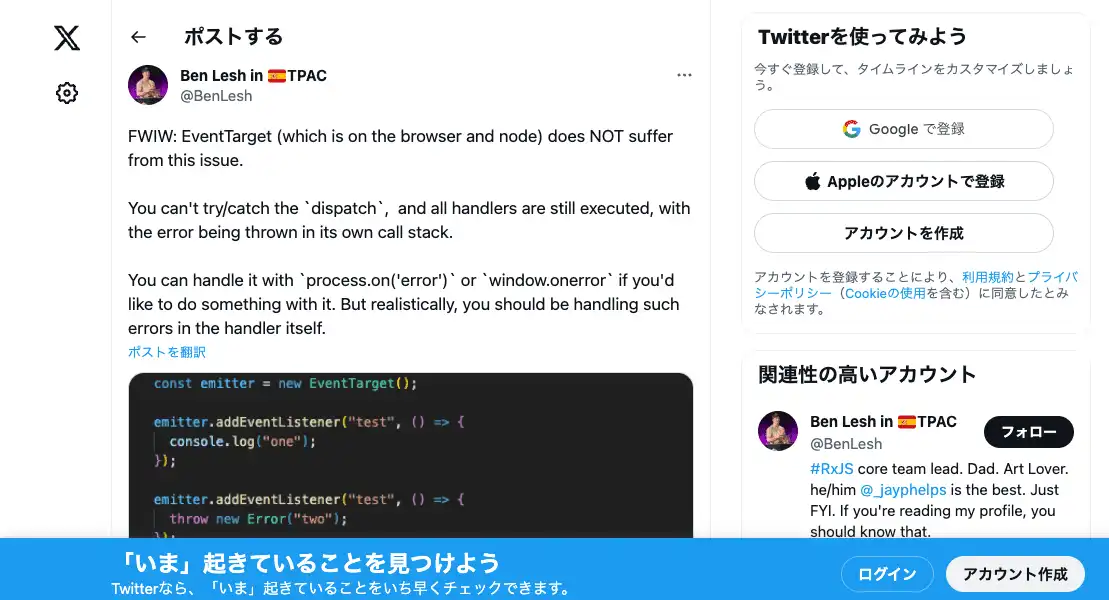 ポストする
Ben Lesh in 🇪🇸TPAC
@BenLesh
FWIW: EventTarget (which is on the browser and node) does NOT suffer
from this issue.
You can't try/catch the `dispatch`, and all handlers are still executed, with
the error being thrown in its own call stack.
You can handle it with `process.on('error')` or `window.onerror` if you'd
like to do something with it. But realistically, you should be handling such
errors in the handler itself.
ポストを翻訳
const emitter = new EventTarget();
emitter.addEventListener("test", () => {
console.log("one");
});
emitter.addEventListener("test", () => {
throw new Error("two");
});
Twitterを使ってみよう
今すぐ登録して、タイムラインをカスタマイズしましょ
う。
Google で登録
Appleのアカウントで登録
アカウントを作成
アカウントを登録することにより、利用規約とプライバ
シーポリシー（Cookieの使用を含む）に同意したとみ
なされます。
関連性の高いアカウント
Ben Lesh in 🇪🇸TPAC
@BenLesh
フォロー
#RxJS core team lead. Dad. Art Lover.
he/him @_jayphelps is the best. Just
FYI. If you're reading my profile, you
should know that.
「いま」起きていることを見つけよう
Twitterなら、「いま」起きていることをいち早くチェックできます。
ログイン
アカウント作成